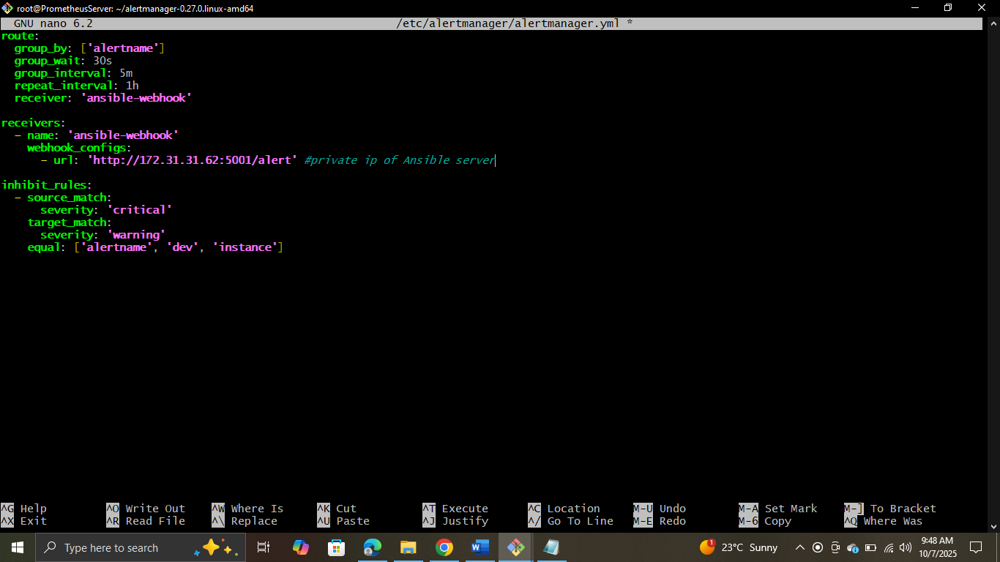 root@PrometheusServer: ~/alertmanager-0.27.0.linux-amd64
GNU nano 6.2 /etc/alertmanager/alertmanager.yml *
route:
  group_by: ['alertname']
  group_wait: 30s
  group_interval: 5m
  repeat_interval: 1h
  receiver: 'ansible-webhook'

receivers:
  - name: 'ansible-webhook'
    webhook_configs:
      - url: 'http://172.31.31.62:5001/alert' #private ip of Ansible server

inhibit_rules:
  - source_match:
      severity: 'critical'
    target_match:
      severity: 'warning'
    equal: ['alertname', 'dev', 'instance']

^G Help ^O Write Out ^W Where Is ^K Cut ^T Execute ^C Location M-U Undo M-A Set Mark M-] To Bracket
^X Exit ^R Read File ^\ Replace ^U Paste ^J Justify ^/ Go To Line M-E Redo M-6 Copy ^Q Where Was
Type here to search 1 23°C Sunny 9:48 AM
10/7/2025